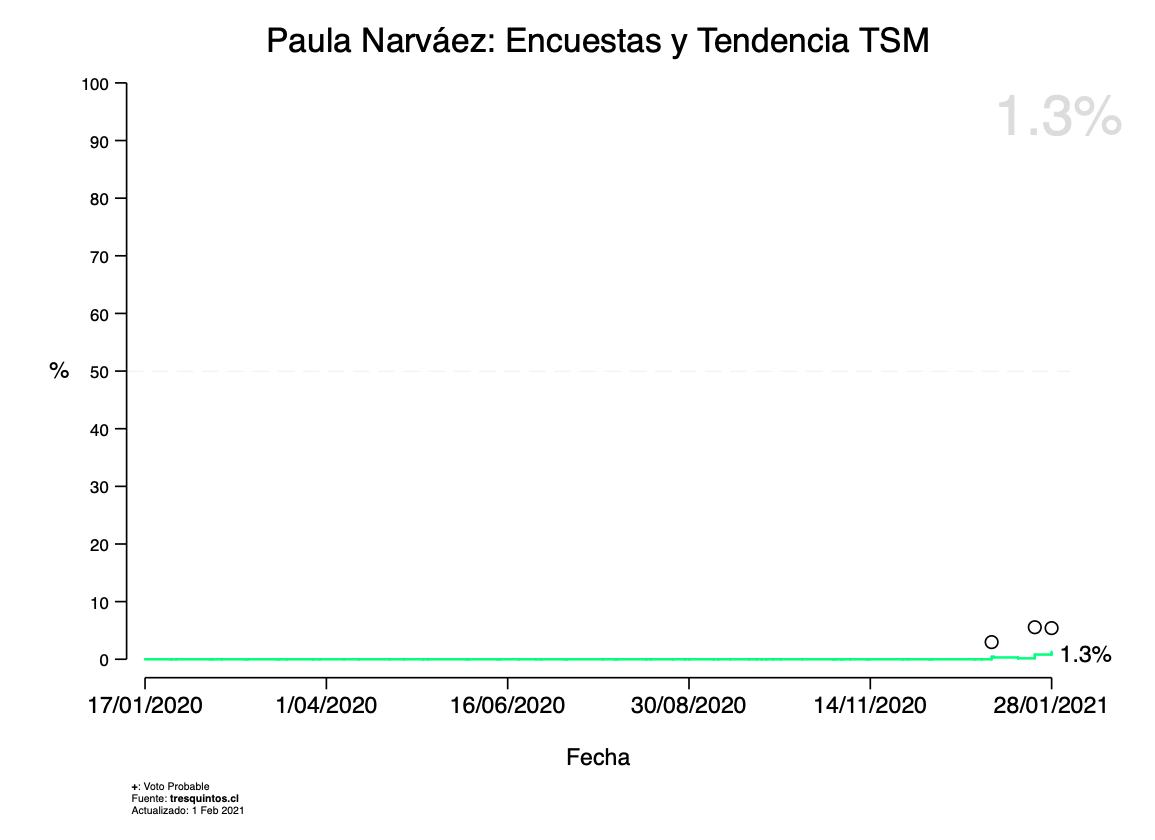 Paula Narváez: Encuestas y Tendencia TSM
1.3%
100
90
80
70
60
% 50
40
30
20
10
0
1.3%
17/01/2020 1/04/2020 16/06/2020 30/08/2020 14/11/2020 28/01/2021
Fecha
+: Voto Probable
Fuente: tresquintos.cl
Actualizado: 1 Feb 2021